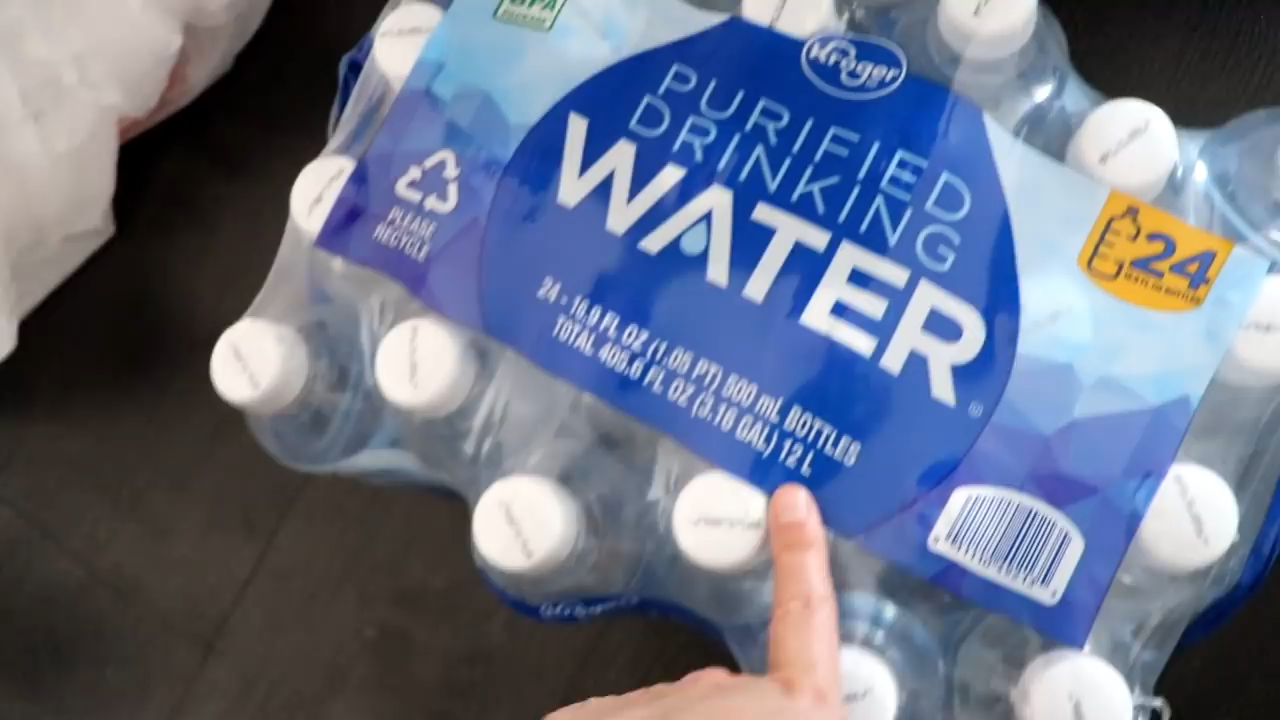 Kroger
PURIFIED
DRINKING
WATER
PLEASE
RECYCLE
24
24 - 16.9 FL OZ (1.05 PT) 500 mL BOTTLES
TOTAL 405.6 FL OZ (3.16 GAL) 12 L